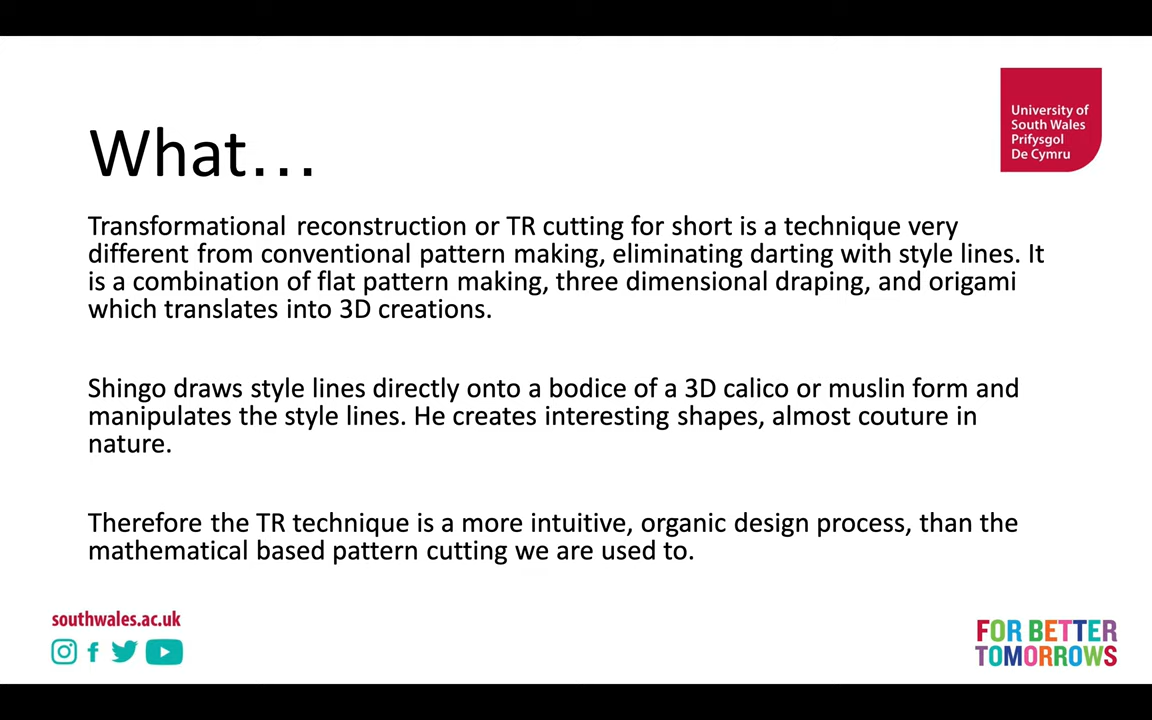 University of
South Wales
Prifysgol
De Cymru
What...
Transformational reconstruction or TR cutting for short is a technique very
different from conventional pattern making, eliminating darting with style lines. It
is a combination of flat pattern making, three dimensional draping, and origami
which translates into 3D creations.
Shingo draws style lines directly onto a bodice of a 3D calico or muslin form and
manipulates the style lines. He creates interesting shapes, almost couture in
nature.
Therefore the TR technique is a more intuitive, organic design process, than the
mathematical based pattern cutting we are used to.
southwales.ac.uk
FOR BETTER
TOMORROWS